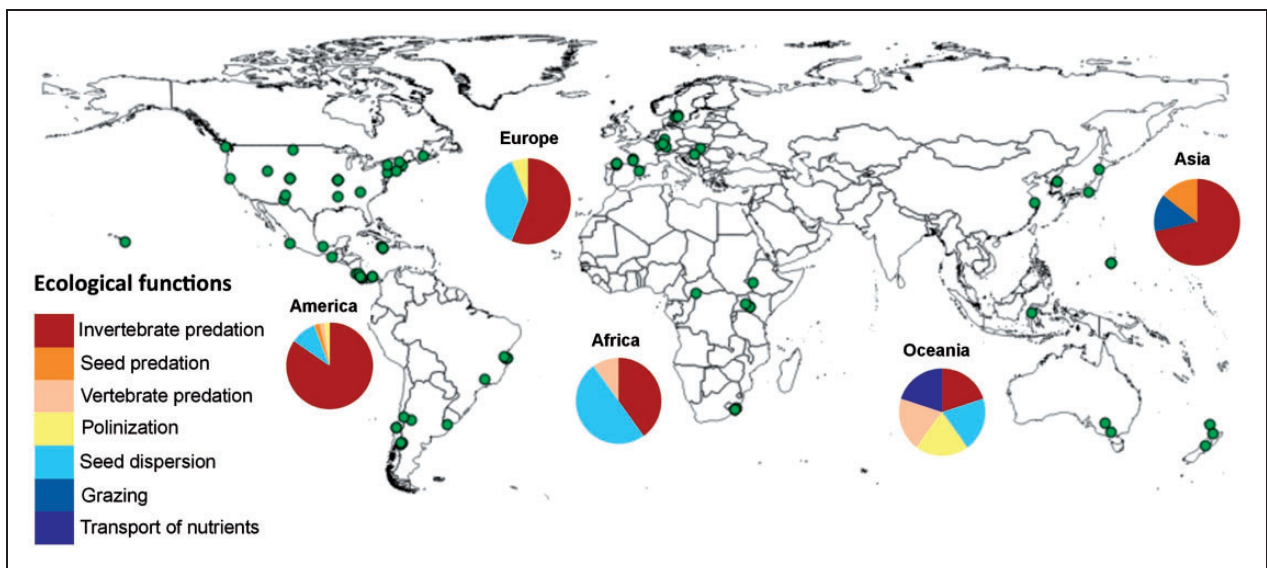 Europe
Asia
America
Africa
Oceania
Ecological functions
Invertebrate predation
Seed predation
Vertebrate predation
Polinization
Seed dispersion
Grazing
Transport of nutrients